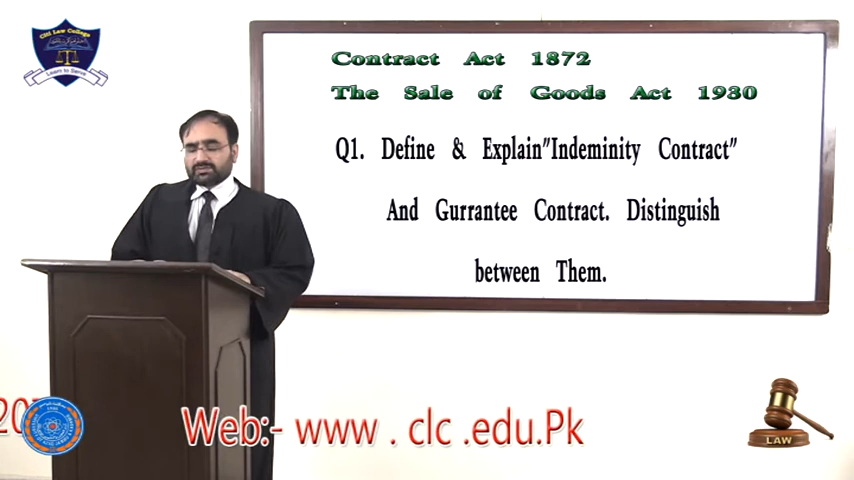 Citi Law College
Learn to Serve
Contract Act 1872
The Sale of Goods Act 1930
Q1. Define & Explain"Indeminity Contract"
And Gurrantee Contract. Distinguish
between Them.
Web:- www . clc .edu.Pk
LAW